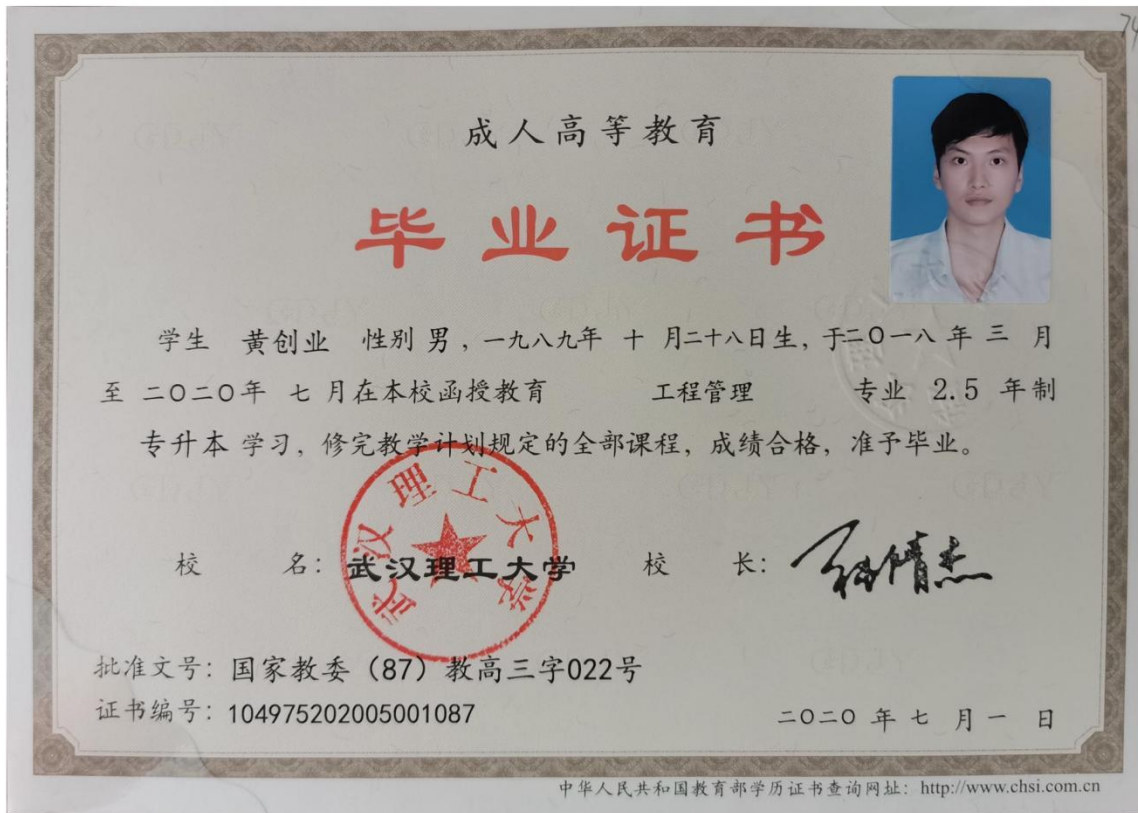 成人高等教育
毕业证书
学生 黄创业 性别 男，一九八九年 十 月二十八日生，于二〇一八 年 三 月
至 二〇二〇年 七 月在本校函授教育 工程管理 专业 2.5 年制
专升本 学习，修完教学计划规定的全部课程，成绩合格，准予毕业。
武汉理工大学
校 名：武汉理工大学 校 长：
批准文号：国家教委（87）教高三字022号
证书编号：104975202005001087
二〇二〇 年 七 月 一 日
中华人民共和国教育部学历证书查询网址：http://www.chsi.com.cn